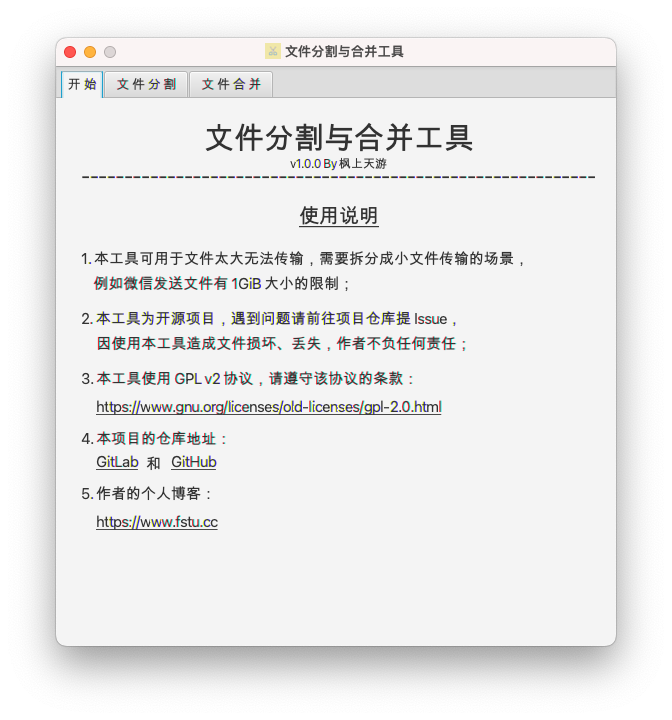 文件分割与合并工具
开始 文件分割 文件合并
文件分割与合并工具
v1.0.0 By 枫上天游
使用说明
1. 本工具可用于文件太大无法传输，需要拆分成小文件传输的场景，
例如微信发送文件有 1GiB 大小的限制；
2. 本工具为开源项目，遇到问题请前往项目仓库提 Issue，
因使用本工具造成文件损坏、丢失，作者不负任何责任；
3. 本工具使用 GPL v2 协议，请遵守该协议的条款：
https://www.gnu.org/licenses/old-licenses/gpl-2.0.html
4. 本项目的仓库地址：
GitLab 和 GitHub
5. 作者的个人博客：
https://www.fstu.cc